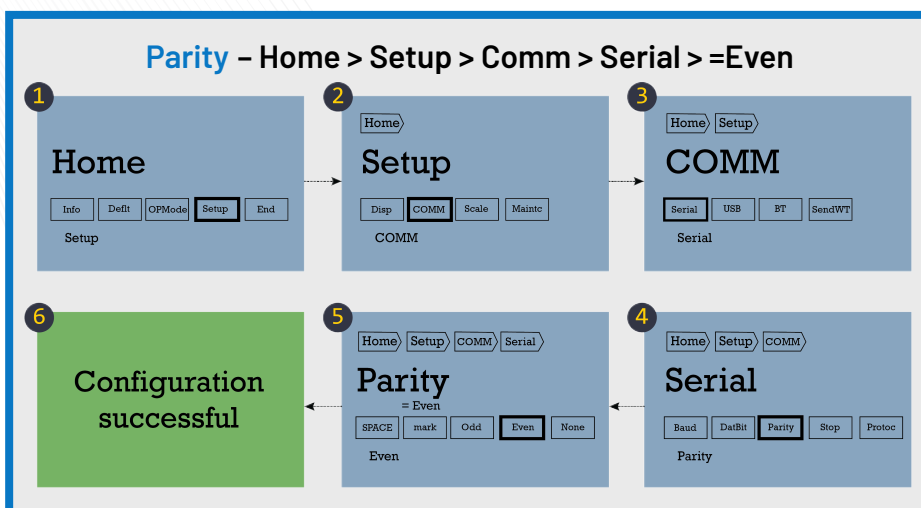 Parity – Home > Setup > Comm > Serial > =Even
1
Home
Info Deflt OPMode Setup End
Setup
2
Home
Setup
Disp COMM Scale Maintc
COMM
3
Home Setup
COMM
Serial USB BT SendWT
Serial
4
Home Setup COMM
Serial
Baud DatBit Parity Stop Protoc
Parity
5
Home Setup COMM Serial
Parity
= Even
SPACE mark Odd Even None
Even
6
Configuration
successful